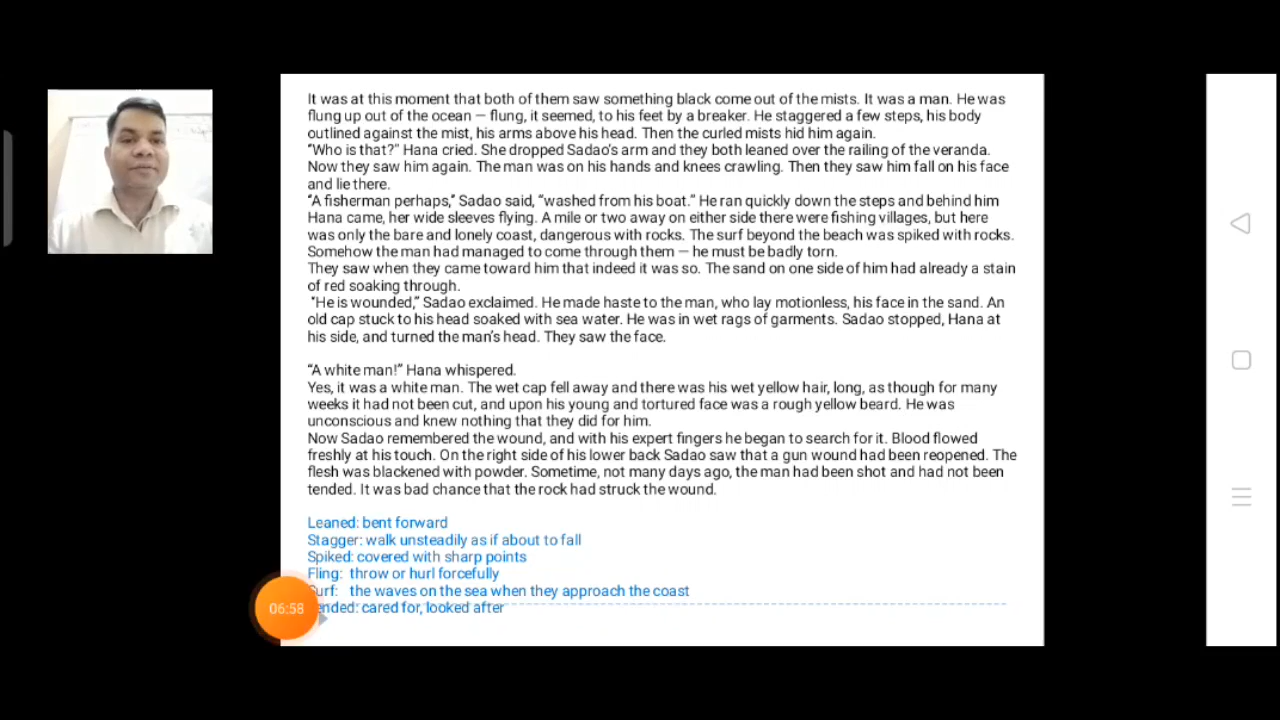 It was at this moment that both of them saw something black come out of the mists. It was a man. He was
flung up out of the ocean — flung, it seemed, to his feet by a breaker. He staggered a few steps, his body
outlined against the mist, his arms above his head. Then the curled mists hid him again.
“Who is that?” Hana cried. She dropped Sadao’s arm and they both leaned over the railing of the veranda.
Now they saw him again. The man was on his hands and knees crawling. Then they saw him fall on his face
and lie there.
“A fisherman perhaps,” Sadao said, “washed from his boat.” He ran quickly down the steps and behind him
Hana came, her wide sleeves flying. A mile or two away on either side there were fishing villages, but here
was only the bare and lonely coast, dangerous with rocks. The surf beyond the beach was spiked with rocks.
Somehow the man had managed to come through them — he must be badly torn.
They saw when they came toward him that indeed it was so. The sand on one side of him had already a stain
of red soaking through.
“He is wounded,” Sadao exclaimed. He made haste to the man, who lay motionless, his face in the sand. An
old cap stuck to his head soaked with sea water. He was in wet rags of garments. Sadao stopped, Hana at
his side, and turned the man’s head. They saw the face.
“A white man!” Hana whispered.
Yes, it was a white man. The wet cap fell away and there was his wet yellow hair, long, as though for many
weeks it had not been cut, and upon his young and tortured face was a rough yellow beard. He was
unconscious and knew nothing that they did for him.
Now Sadao remembered the wound, and with his expert fingers he began to search for it. Blood flowed
freshly at his touch. On the right side of his lower back Sadao saw that a gun wound had been reopened. The
flesh was blackened with powder. Sometime, not many days ago, the man had been shot and had not been
tended. It was bad chance that the rock had struck the wound.
Leaned: bent forward
Stagger: walk unsteadily as if about to fall
Spiked: covered with sharp points
Fling: throw or hurl forcefully
Surf: the waves on the sea when they approach the coast
06:58
ended: cared for, looked after